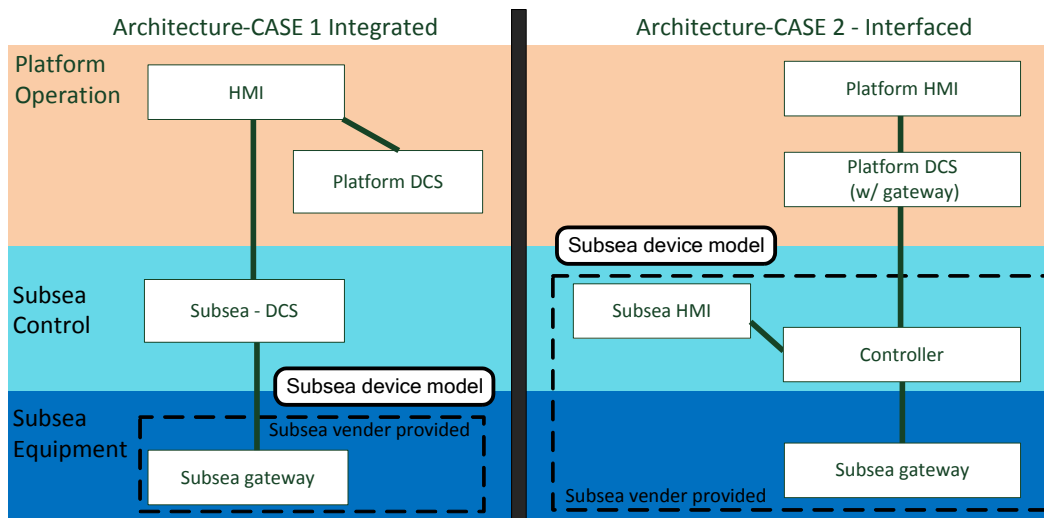 Architecture-CASE 1 Integrated
Platform
Operation
HMI
Platform DCS
Subsea
Control
Subsea - DCS
Subsea device model
Subsea
Equipment
Subsea vender provided
Subsea gateway
Architecture-CASE 2 - Interfaced
Platform HMI
Platform DCS
(w/ gateway)
Subsea device model
Subsea HMI
Controller
Subsea gateway
Subsea vender provided